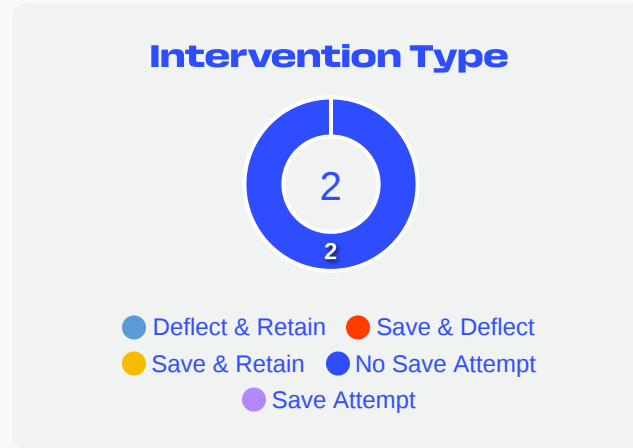 Intervention Type
2
2
Deflect & Retain Save & Deflect
Save & Retain No Save Attempt
Save Attempt